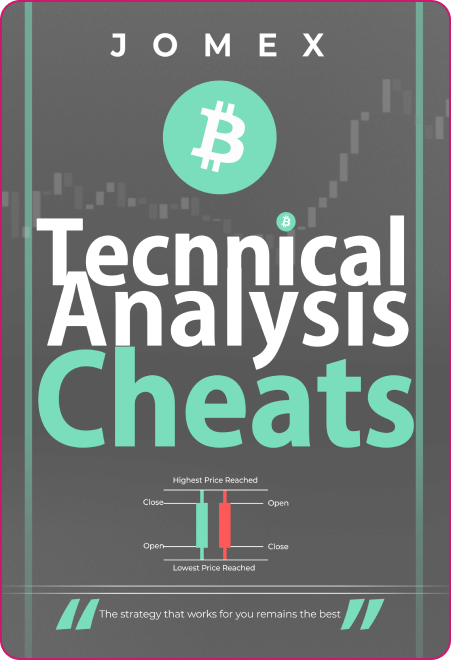 JOMEX
Tecnnical
Analysis
Cheats
Highest Price Reached
Close Open
Open Close
Lowest Price Reached
"The strategy that works for you remains the best"